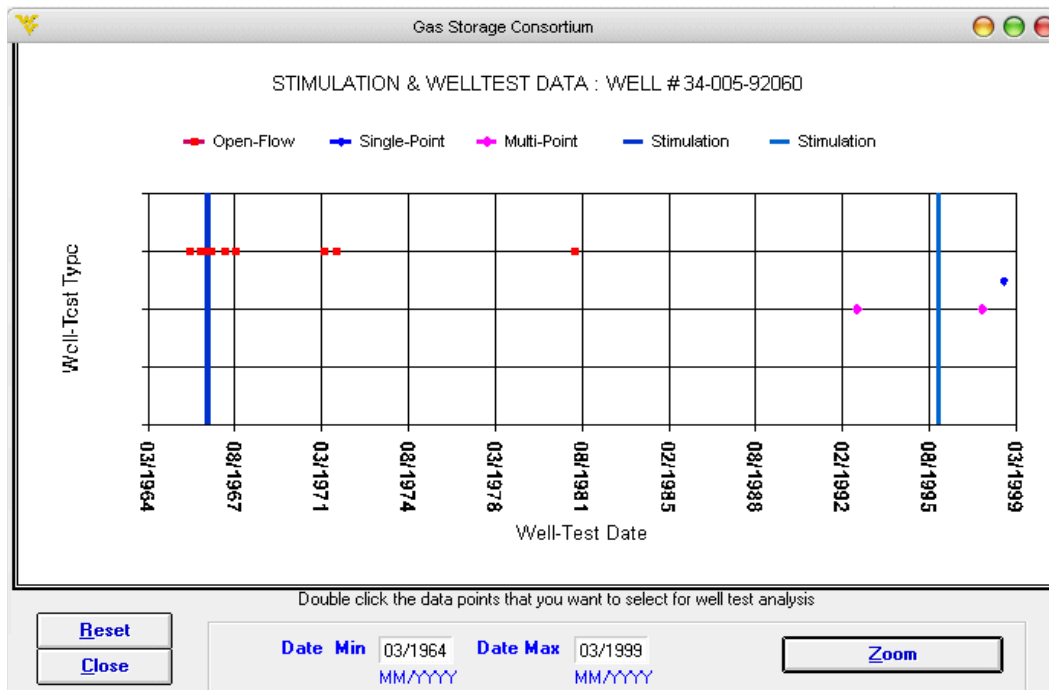 Gas Storage Consortium
STIMULATION & WELLTEST DATA : WELL # 34-005-92060
Open-Flow Single-Point Multi-Point Stimulation Stimulation
Well-Test Type
03/1964 08/1967 03/1971 08/1974 03/1978 08/1981 02/1985 08/1988 02/1992 08/1995 03/1999
Well-Test Date
Double click the data points that you want to select for well test analysis
Reset
Close
Date Min 03/1964 Date Max 03/1999
MM/YYYY MM/YYYY
Zoom